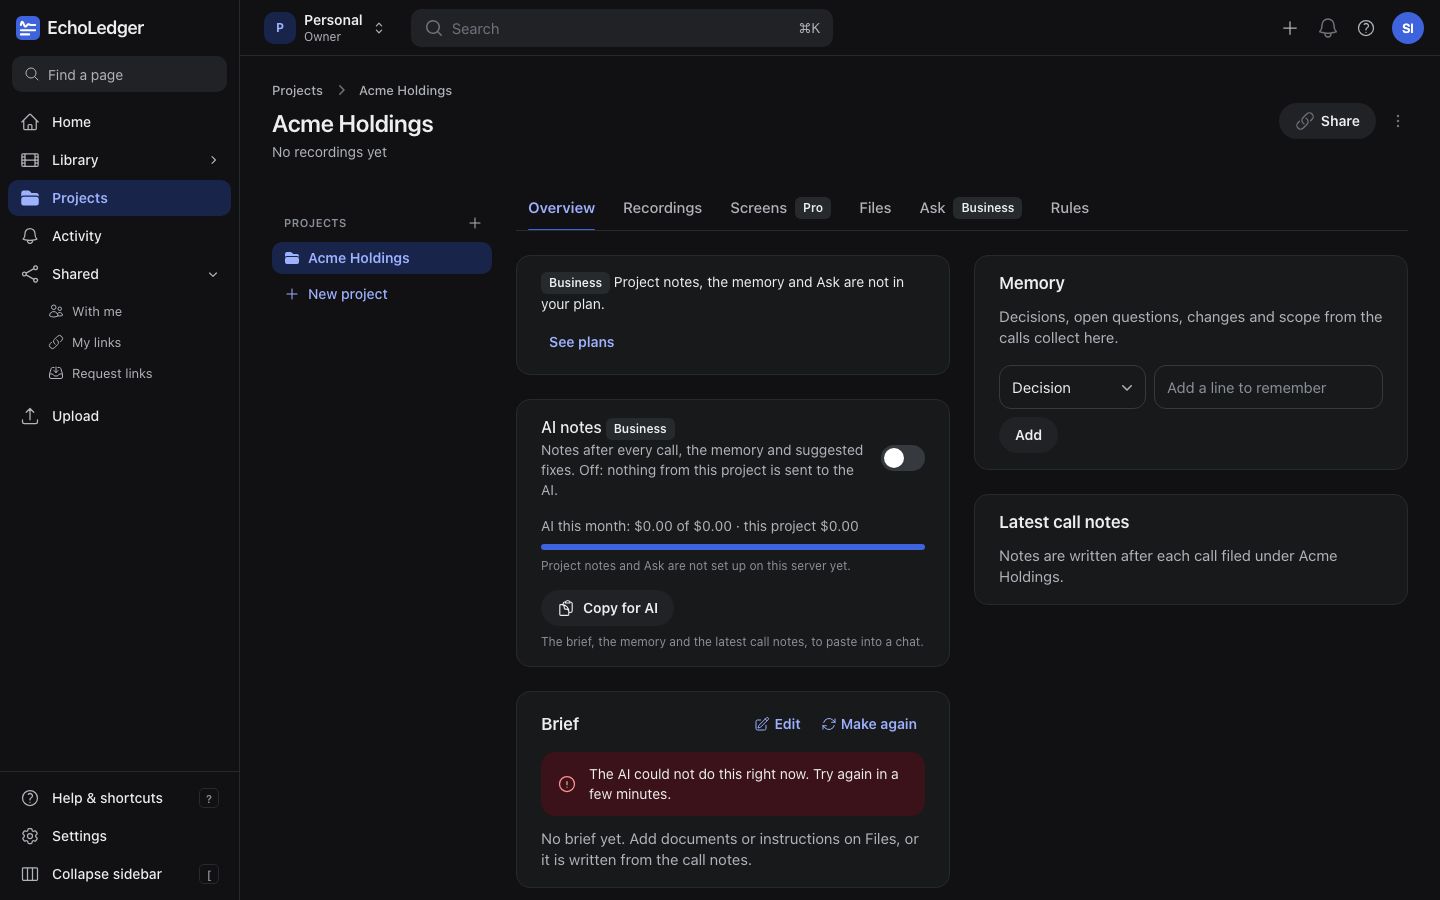 EchoLedger
Find a page
Home
Library
Projects
Activity
Shared
With me
My links
Request links
Upload
Help & shortcuts ?
Settings
Collapse sidebar [
P
Personal
Owner
Search ⌘K
SI
Projects > Acme Holdings
Acme Holdings
No recordings yet
Share
PROJECTS
Acme Holdings
New project
Overview Recordings Screens Pro Files Ask Business Rules
Business Project notes, the memory and Ask are not in
your plan.
See plans
AI notes Business
Notes after every call, the memory and suggested
fixes. Off: nothing from this project is sent to the
AI.
AI this month: $0.00 of $0.00 · this project $0.00
Project notes and Ask are not set up on this server yet.
Copy for AI
The brief, the memory and the latest call notes, to paste into a chat.
Brief
Edit
Make again
The AI could not do this right now. Try again in a
few minutes.
No brief yet. Add documents or instructions on Files, or
it is written from the call notes.
Memory
Decisions, open questions, changes and scope from the
calls collect here.
Decision
Add a line to remember
Add
Latest call notes
Notes are written after each call filed under Acme
Holdings.